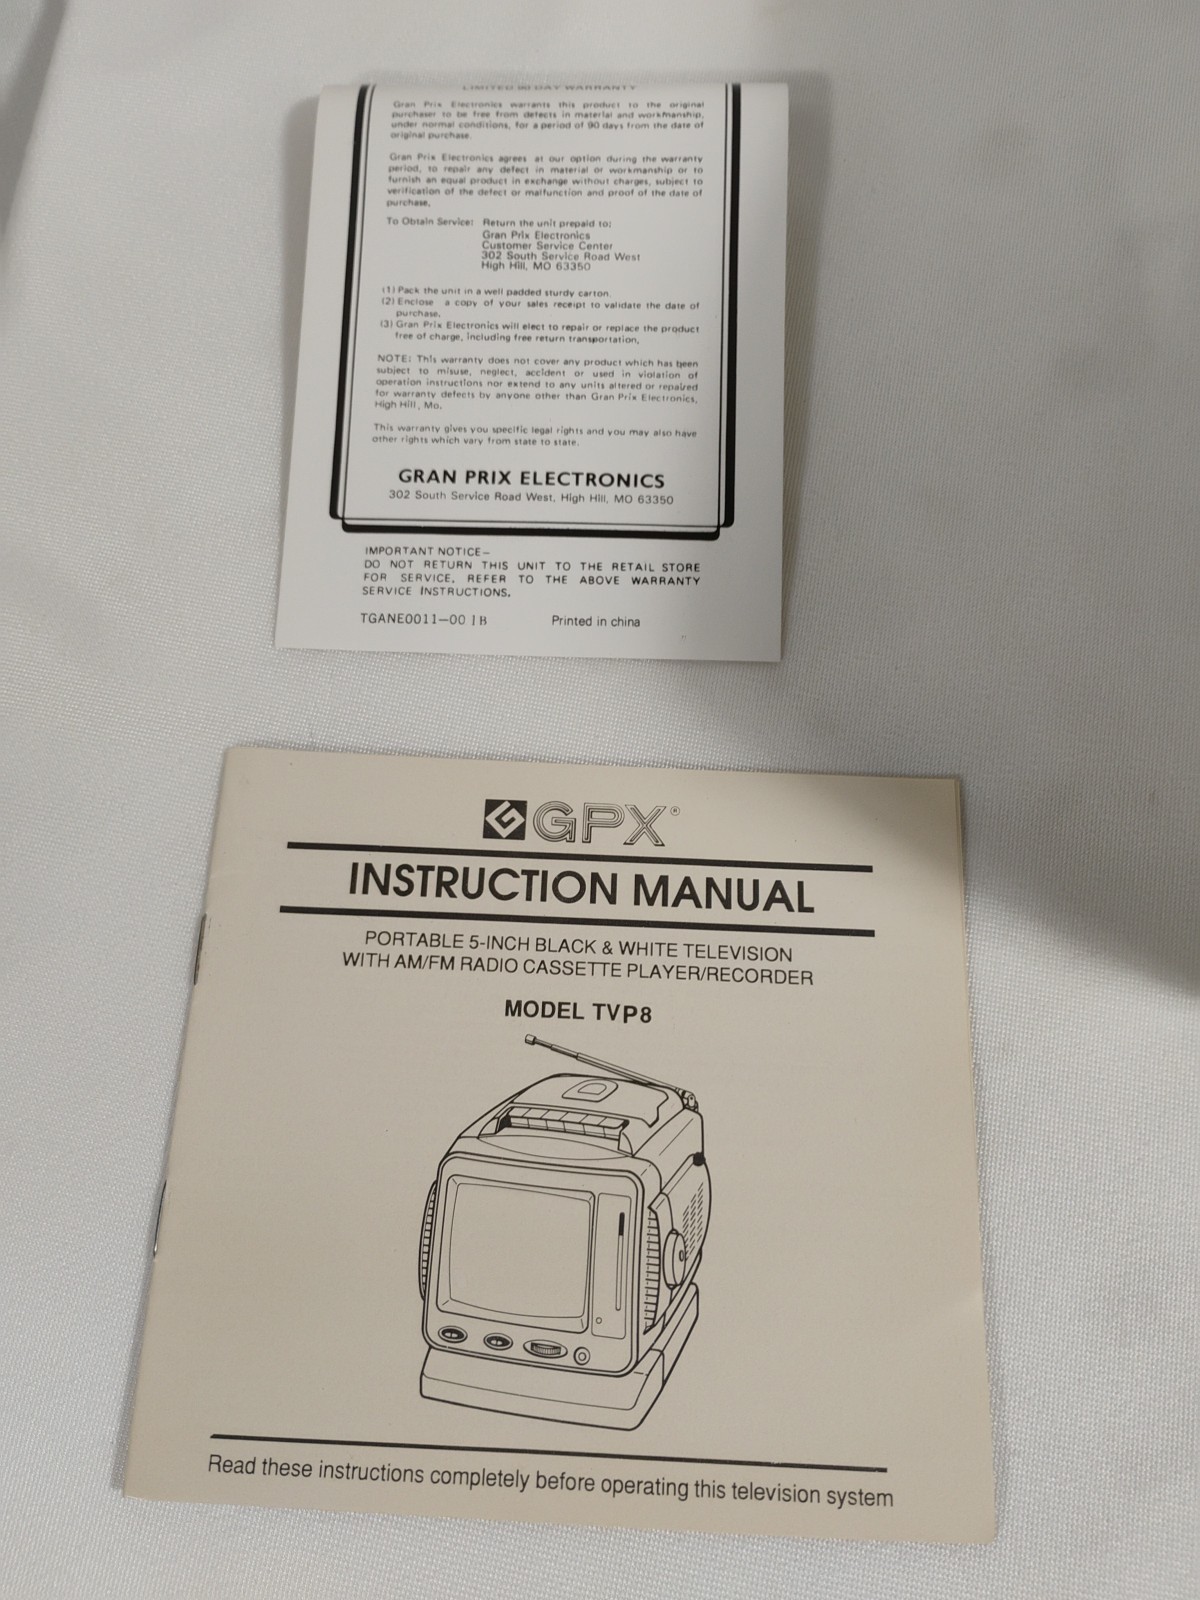 LIMITED 90 DAY WARRANTY
Gran Prix Electronics warrants this product to the original
purchaser to be free from defects in material and workmanship,
under normal conditions, for a period of 90 days from the date of
original purchase.
Gran Prix Electronics agrees at our option during the warranty
period, to repair any defect in material or workmanship or to
furnish an equal product in exchange without charges, subject to
verification of the defect or malfunction and proof of the date of
purchase.
To Obtain Service: Return the unit prepaid to:
Gran Prix Electronics
Customer Service Center
302 South Service Road West
High Hill, MO 63350
(1) Pack the unit in a well padded sturdy carton.
(2) Enclose a copy of your sales receipt to validate the date of
purchase.
(3) Gran Prix Electronics will elect to repair or replace the product
free of charge, including free return transportation.
NOTE: This warranty does not cover any product which has been
subject to misuse, neglect, accident or used in violation of
operation instructions nor extend to any units altered or repaired
for warranty defects by anyone other than Gran Prix Electronics,
High Hill, Mo.
This warranty gives you specific legal rights and you may also have
other rights which vary from state to state.
GRAN PRIX ELECTRONICS
302 South Service Road West, High Hill, MO 63350
IMPORTANT NOTICE—
DO NOT RETURN THIS UNIT TO THE RETAIL STORE
FOR SERVICE. REFER TO THE ABOVE WARRANTY
SERVICE INSTRUCTIONS.
TGANE0011—00 1B Printed in china
GPX®
INSTRUCTION MANUAL
PORTABLE 5-INCH BLACK & WHITE TELEVISION
WITH AM/FM RADIO CASSETTE PLAYER/RECORDER
MODEL TVP8
Read these instructions completely before operating this television system